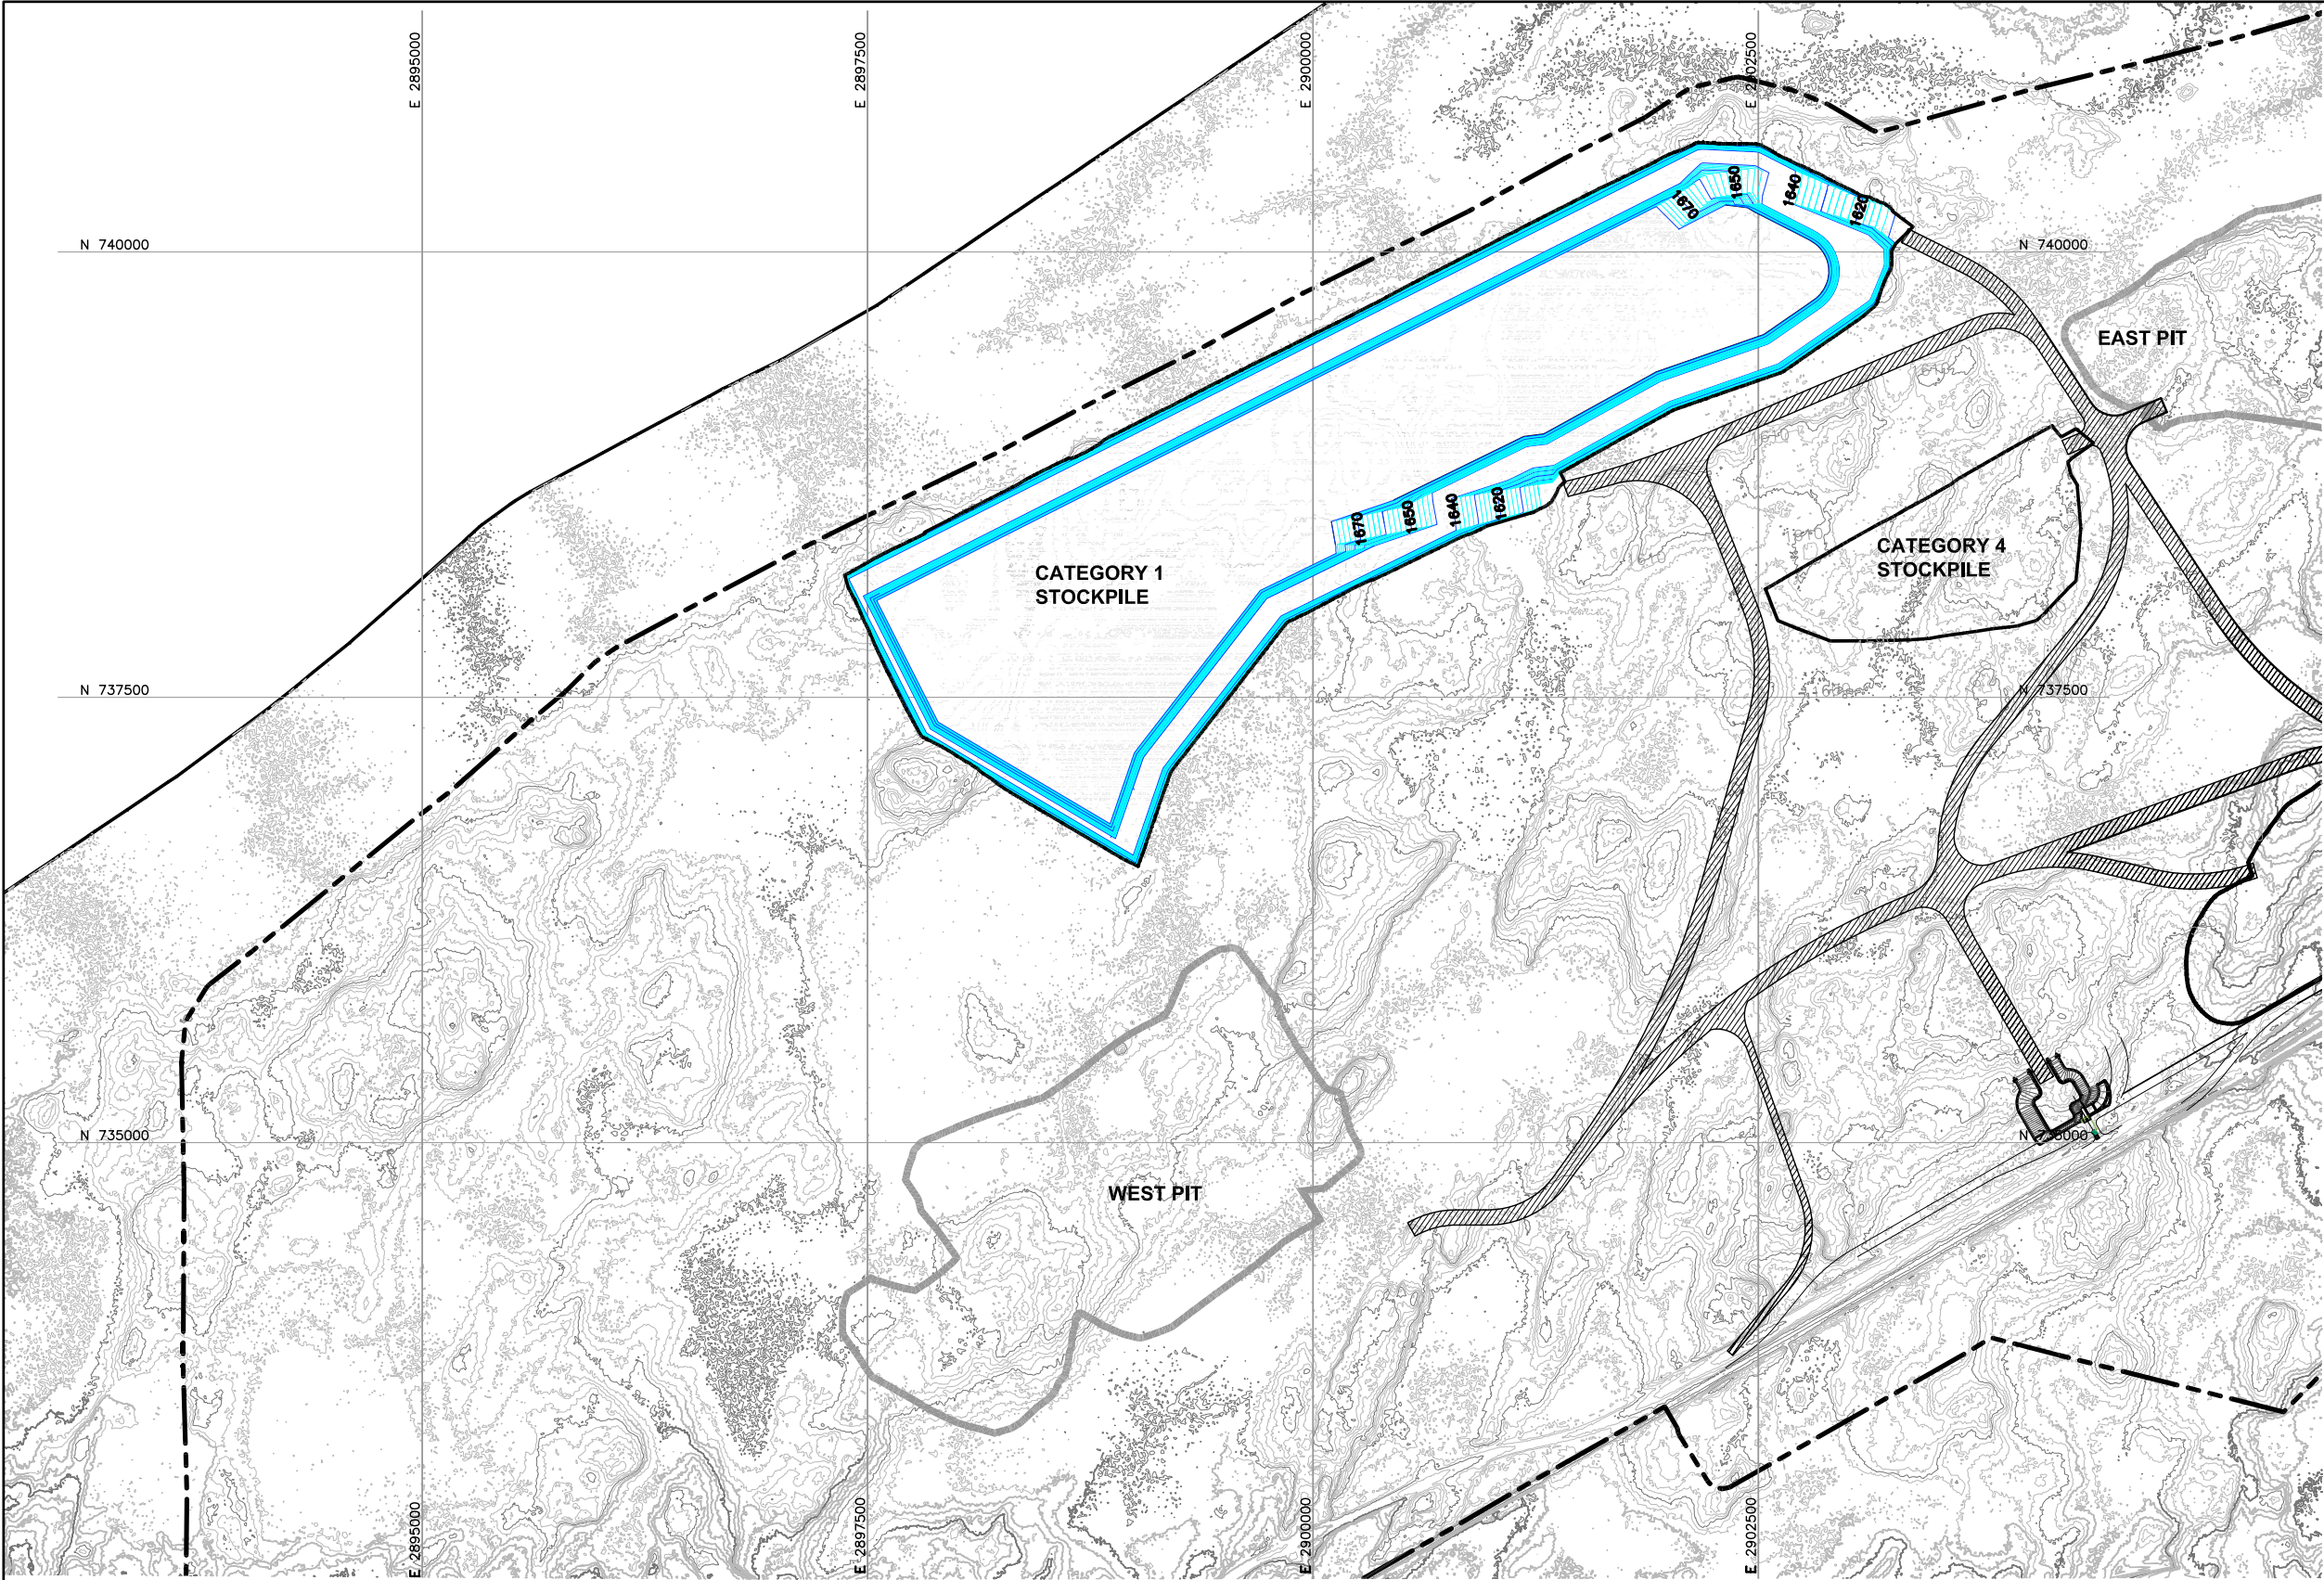 E 2895000
E 2897500
E 2900000
E 2902500
1650
1640
1670
1620
N 740000
N 740000
EAST PIT
1670
1650
1640
1620
CATEGORY 4
STOCKPILE
CATEGORY 1
STOCKPILE
N 737500
N 737500
N 735000
N 735000
WEST PIT
E 2895000
E 2897500
E 2900000
E 2902500